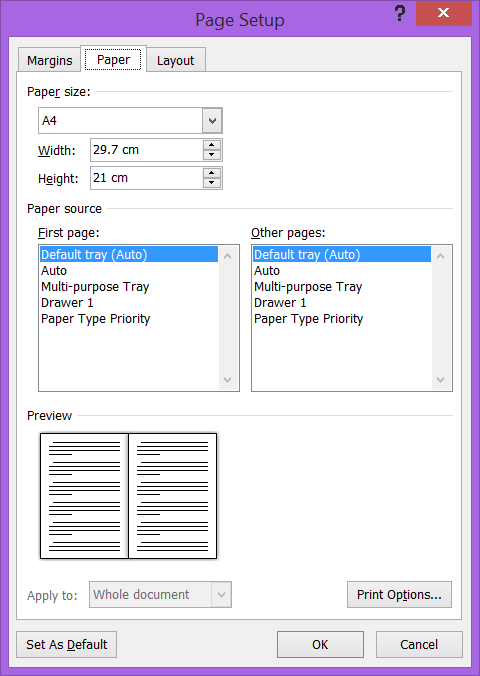 Page Setup ?
Margins Paper Layout
Paper size:
A4
Width: 29.7 cm
Height: 21 cm
Paper source
First page: Other pages:
Default tray (Auto) Default tray (Auto)
Auto Auto
Multi-purpose Tray Multi-purpose Tray
Drawer 1 Drawer 1
Paper Type Priority Paper Type Priority
Preview
Apply to: Whole document Print Options...
Set As Default OK Cancel